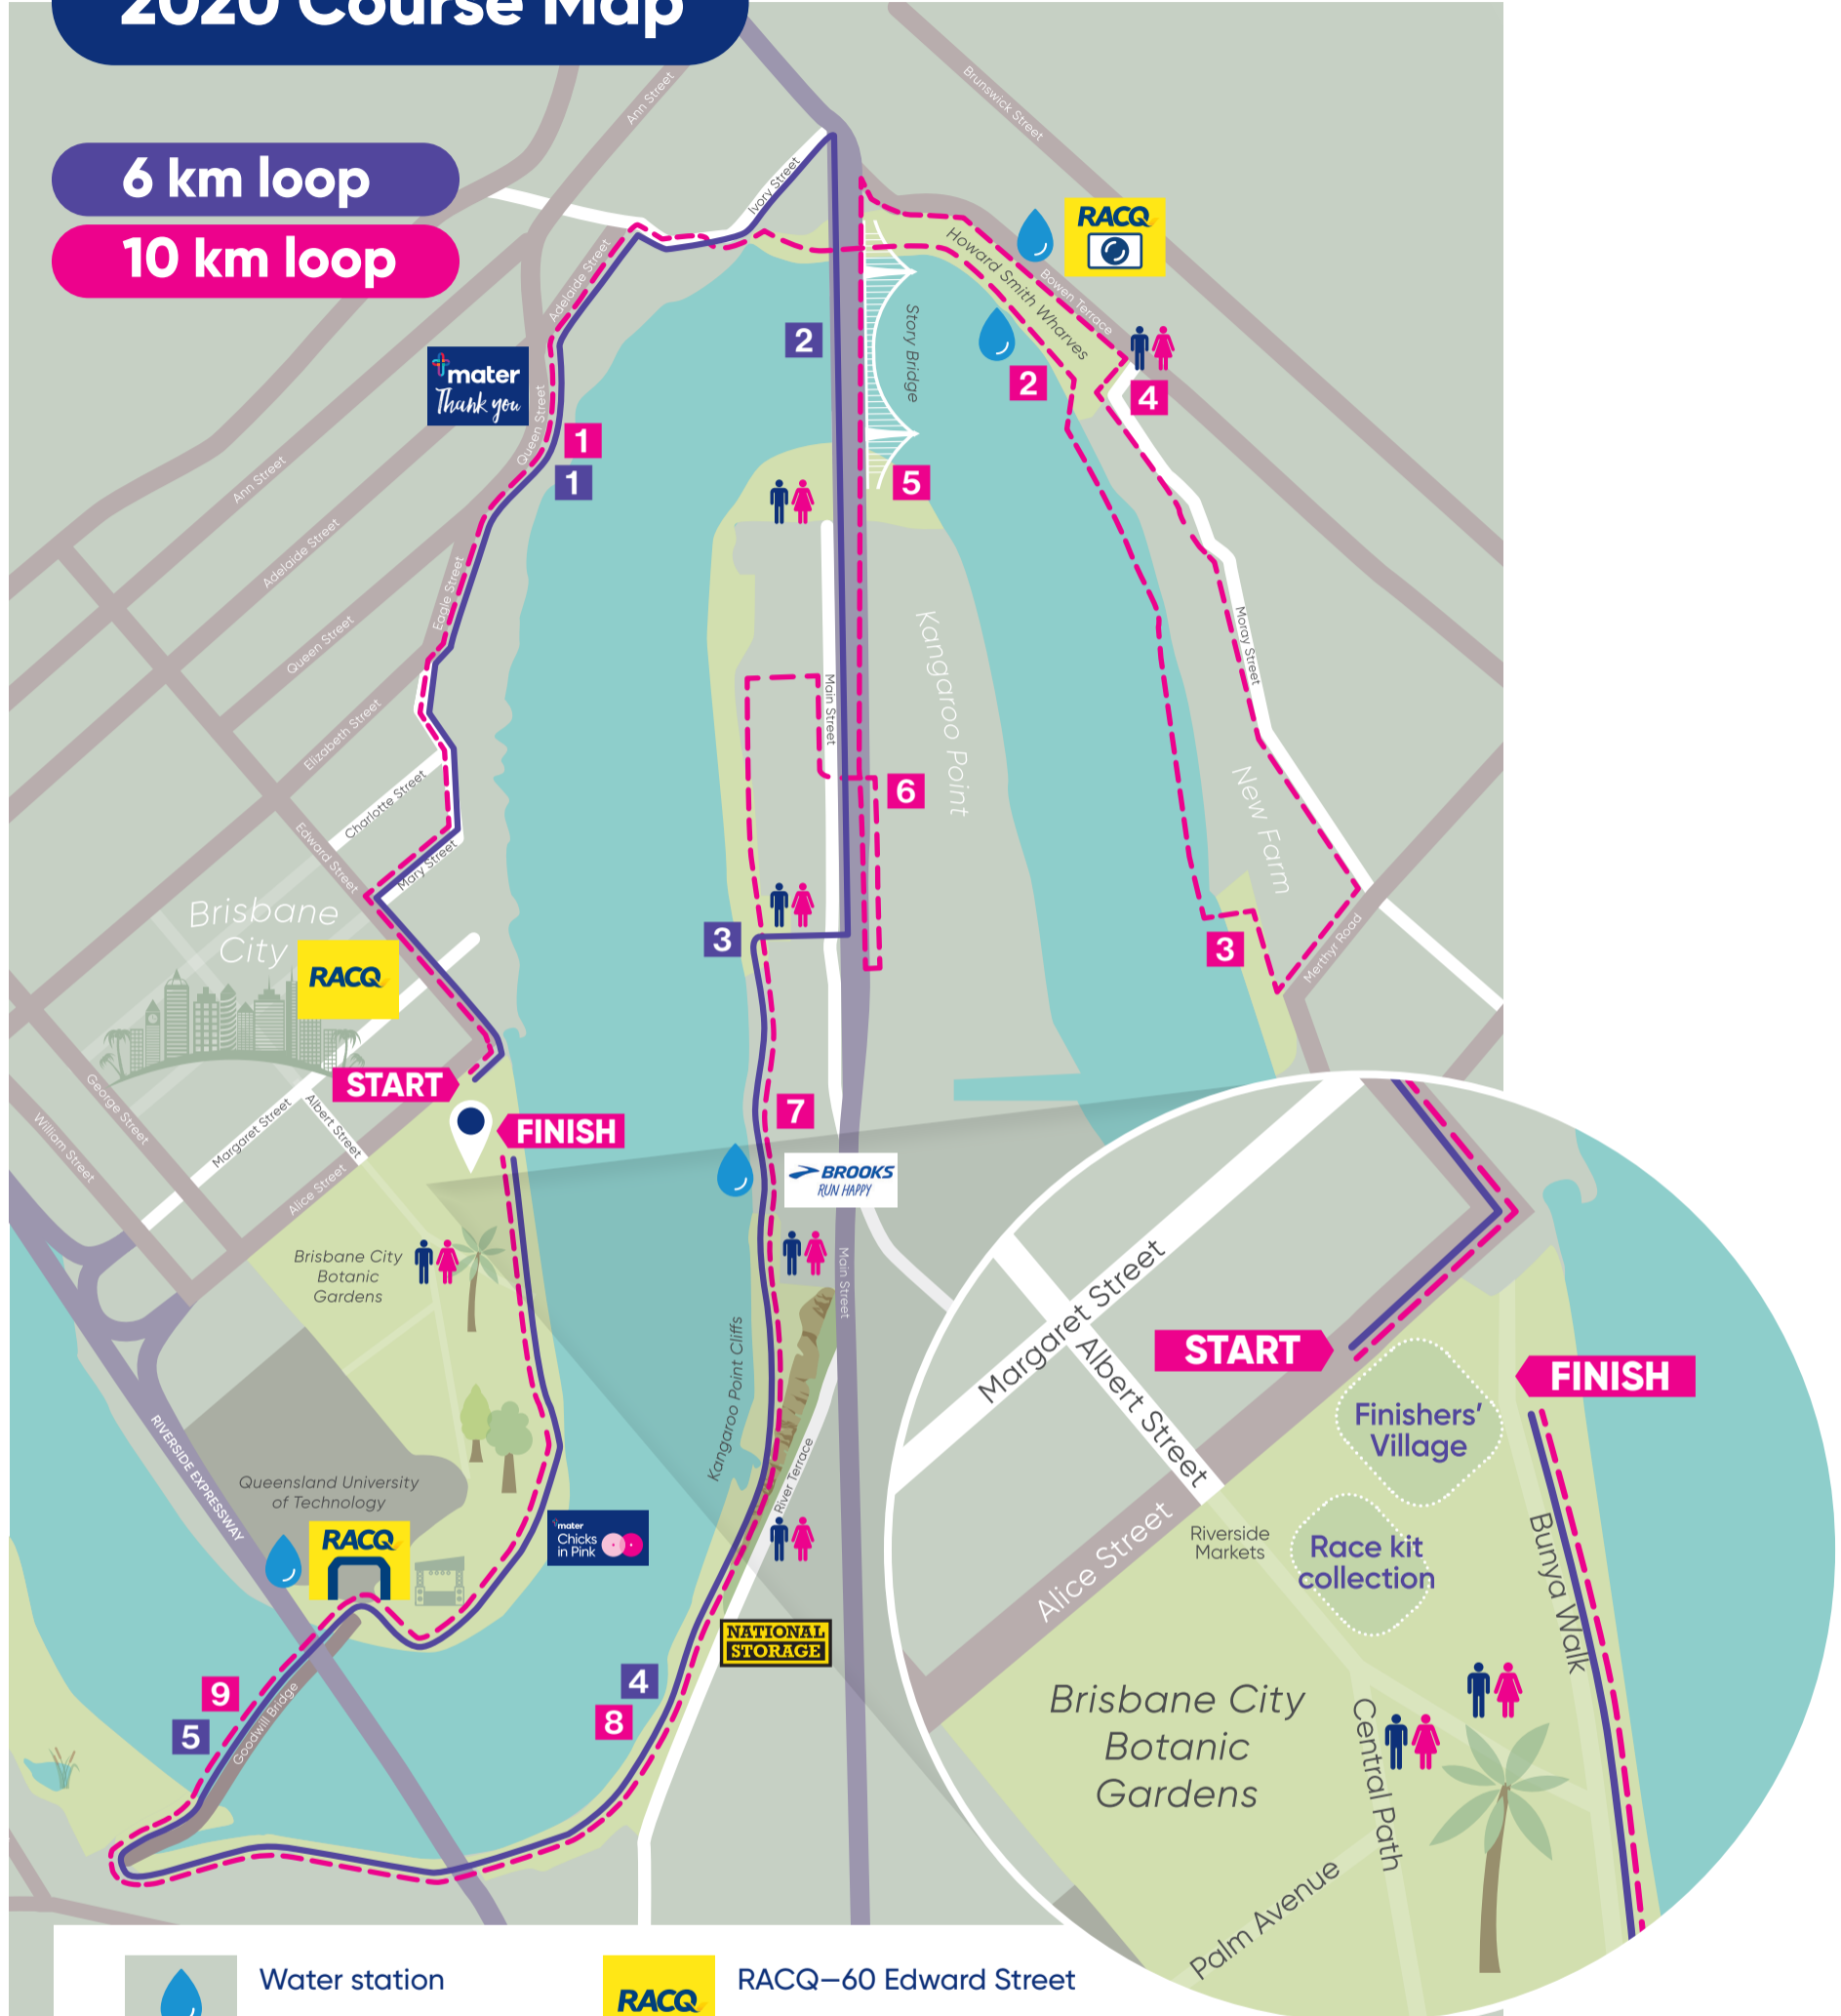 2020 Course Map
6 km loop
10 km loop
Ann Street
Brunswick Street
Ivory Street
RACQ
Howard Smith Wharves
Bowen Terrace
Adelaide Street
Story Bridge
2
2
4
mater
Thank you
Queen Street
1
1
5
Ann Street
Adelaide Street
Eagle Street
Queen Street
Kangaroo Point
Moray Street
Main Street
Elizabeth Street
6
Charlotte Street
New Farm
Edward Street
Mary Street
Brisbane
City
3
3
Merthyr Road
RACQ
START
George Street
William Street
Margaret Street
Albert Street
Alice Street
FINISH
7
BROOKS
RUN HAPPY
Brisbane City
Botanic
Gardens
Main Street
Kangaroo Point Cliffs
River Terrace
RIVERSIDE EXPRESSWAY
Queensland University
of Technology
RACQ
mater
Chicks
in Pink
NATIONAL
STORAGE
4
8
9
5
Goodwill Bridge
Margaret Street
Albert Street
START
FINISH
Finishers'
Village
Alice Street
Riverside
Markets
Race kit
collection
Bunya Walk
Brisbane City
Botanic
Gardens
Central Path
Palm Avenue
Water station
RACQ
RACQ—60 Edward Street